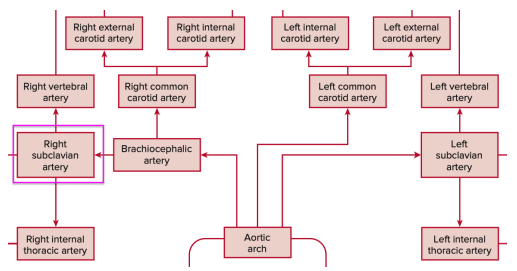 Right external
carotid artery
Right internal
carotid artery
Left internal
carotid artery
Left external
carotid artery
Right vertebral
artery
Right common
carotid artery
Left common
carotid artery
Left vertebral
artery
Right
subclavian
artery
Brachiocephalic
artery
Left
subclavian
artery
Right internal
thoracic artery
Aortic
arch
Left internal
thoracic artery